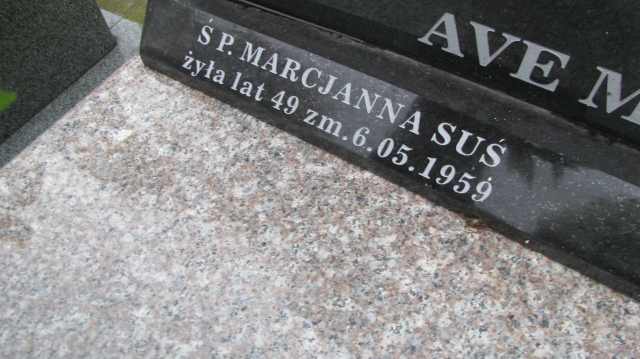 AVE M
Ś P. MARCJANNA SUŚ
żyła lat 49 zm. 6.05.1959